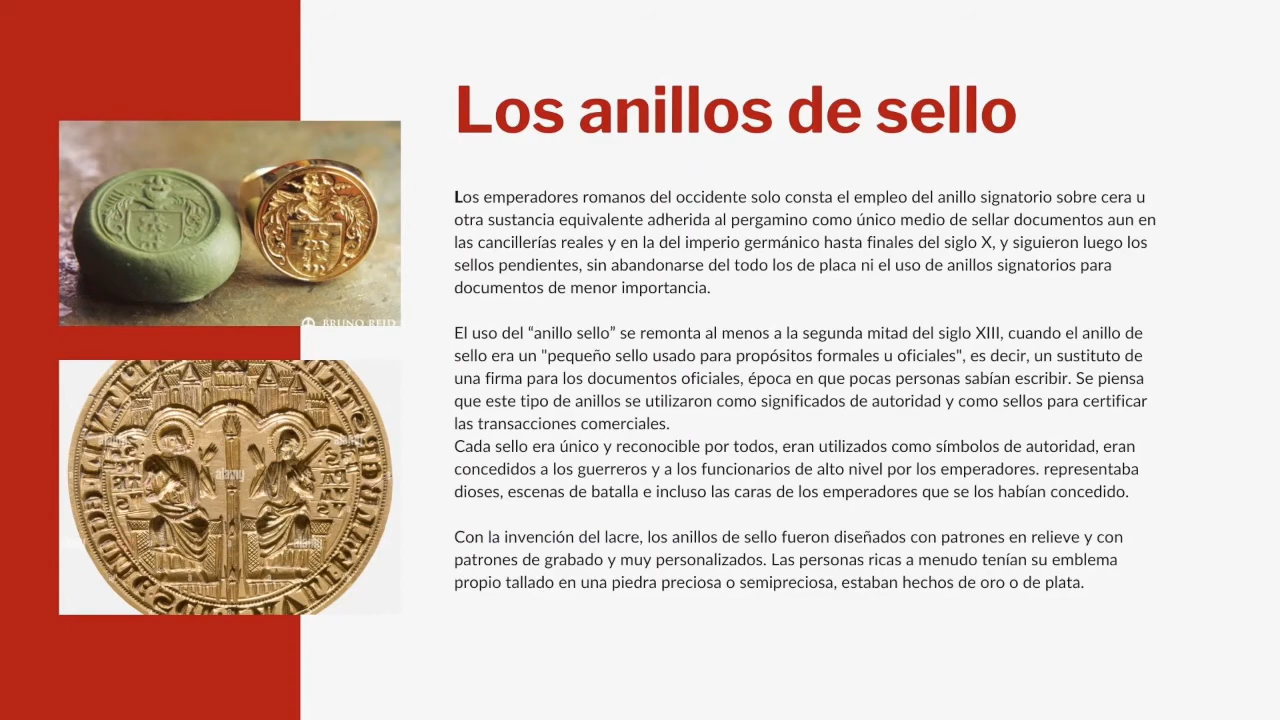 Los anillos de sello
Los emperadores romanos del occidente solo consta el empleo del anillo signatorio sobre cera u
otra sustancia equivalente adherida al pergamino como único medio de sellar documentos aun en
las cancillerías reales y en la del imperio germánico hasta finales del siglo X, y siguieron luego los
sellos pendientes, sin abandonarse del todo los de placa ni el uso de anillos signatorios para
documentos de menor importancia.
El uso del “anillo sello” se remonta al menos a la segunda mitad del siglo XIII, cuando el anillo de
sello era un "pequeño sello usado para propósitos formales u oficiales", es decir, un sustituto de
una firma para los documentos oficiales, época en que pocas personas sabían escribir. Se piensa
que este tipo de anillos se utilizaron como significados de autoridad y como sellos para certificar
las transacciones comerciales.
Cada sello era único y reconocible por todos, eran utilizados como símbolos de autoridad, eran
concedidos a los guerreros y a los funcionarios de alto nivel por los emperadores. representaba
dioses, escenas de batalla e incluso las caras de los emperadores que se los habían concedido.
Con la invención del lacre, los anillos de sello fueron diseñados con patrones en relieve y con
patrones de grabado y muy personalizados. Las personas ricas a menudo tenían su emblema
propio tallado en una piedra preciosa o semipreciosa, estaban hechos de oro o de plata.
BRUNO REID
alamy
alamy
alamy
alamy